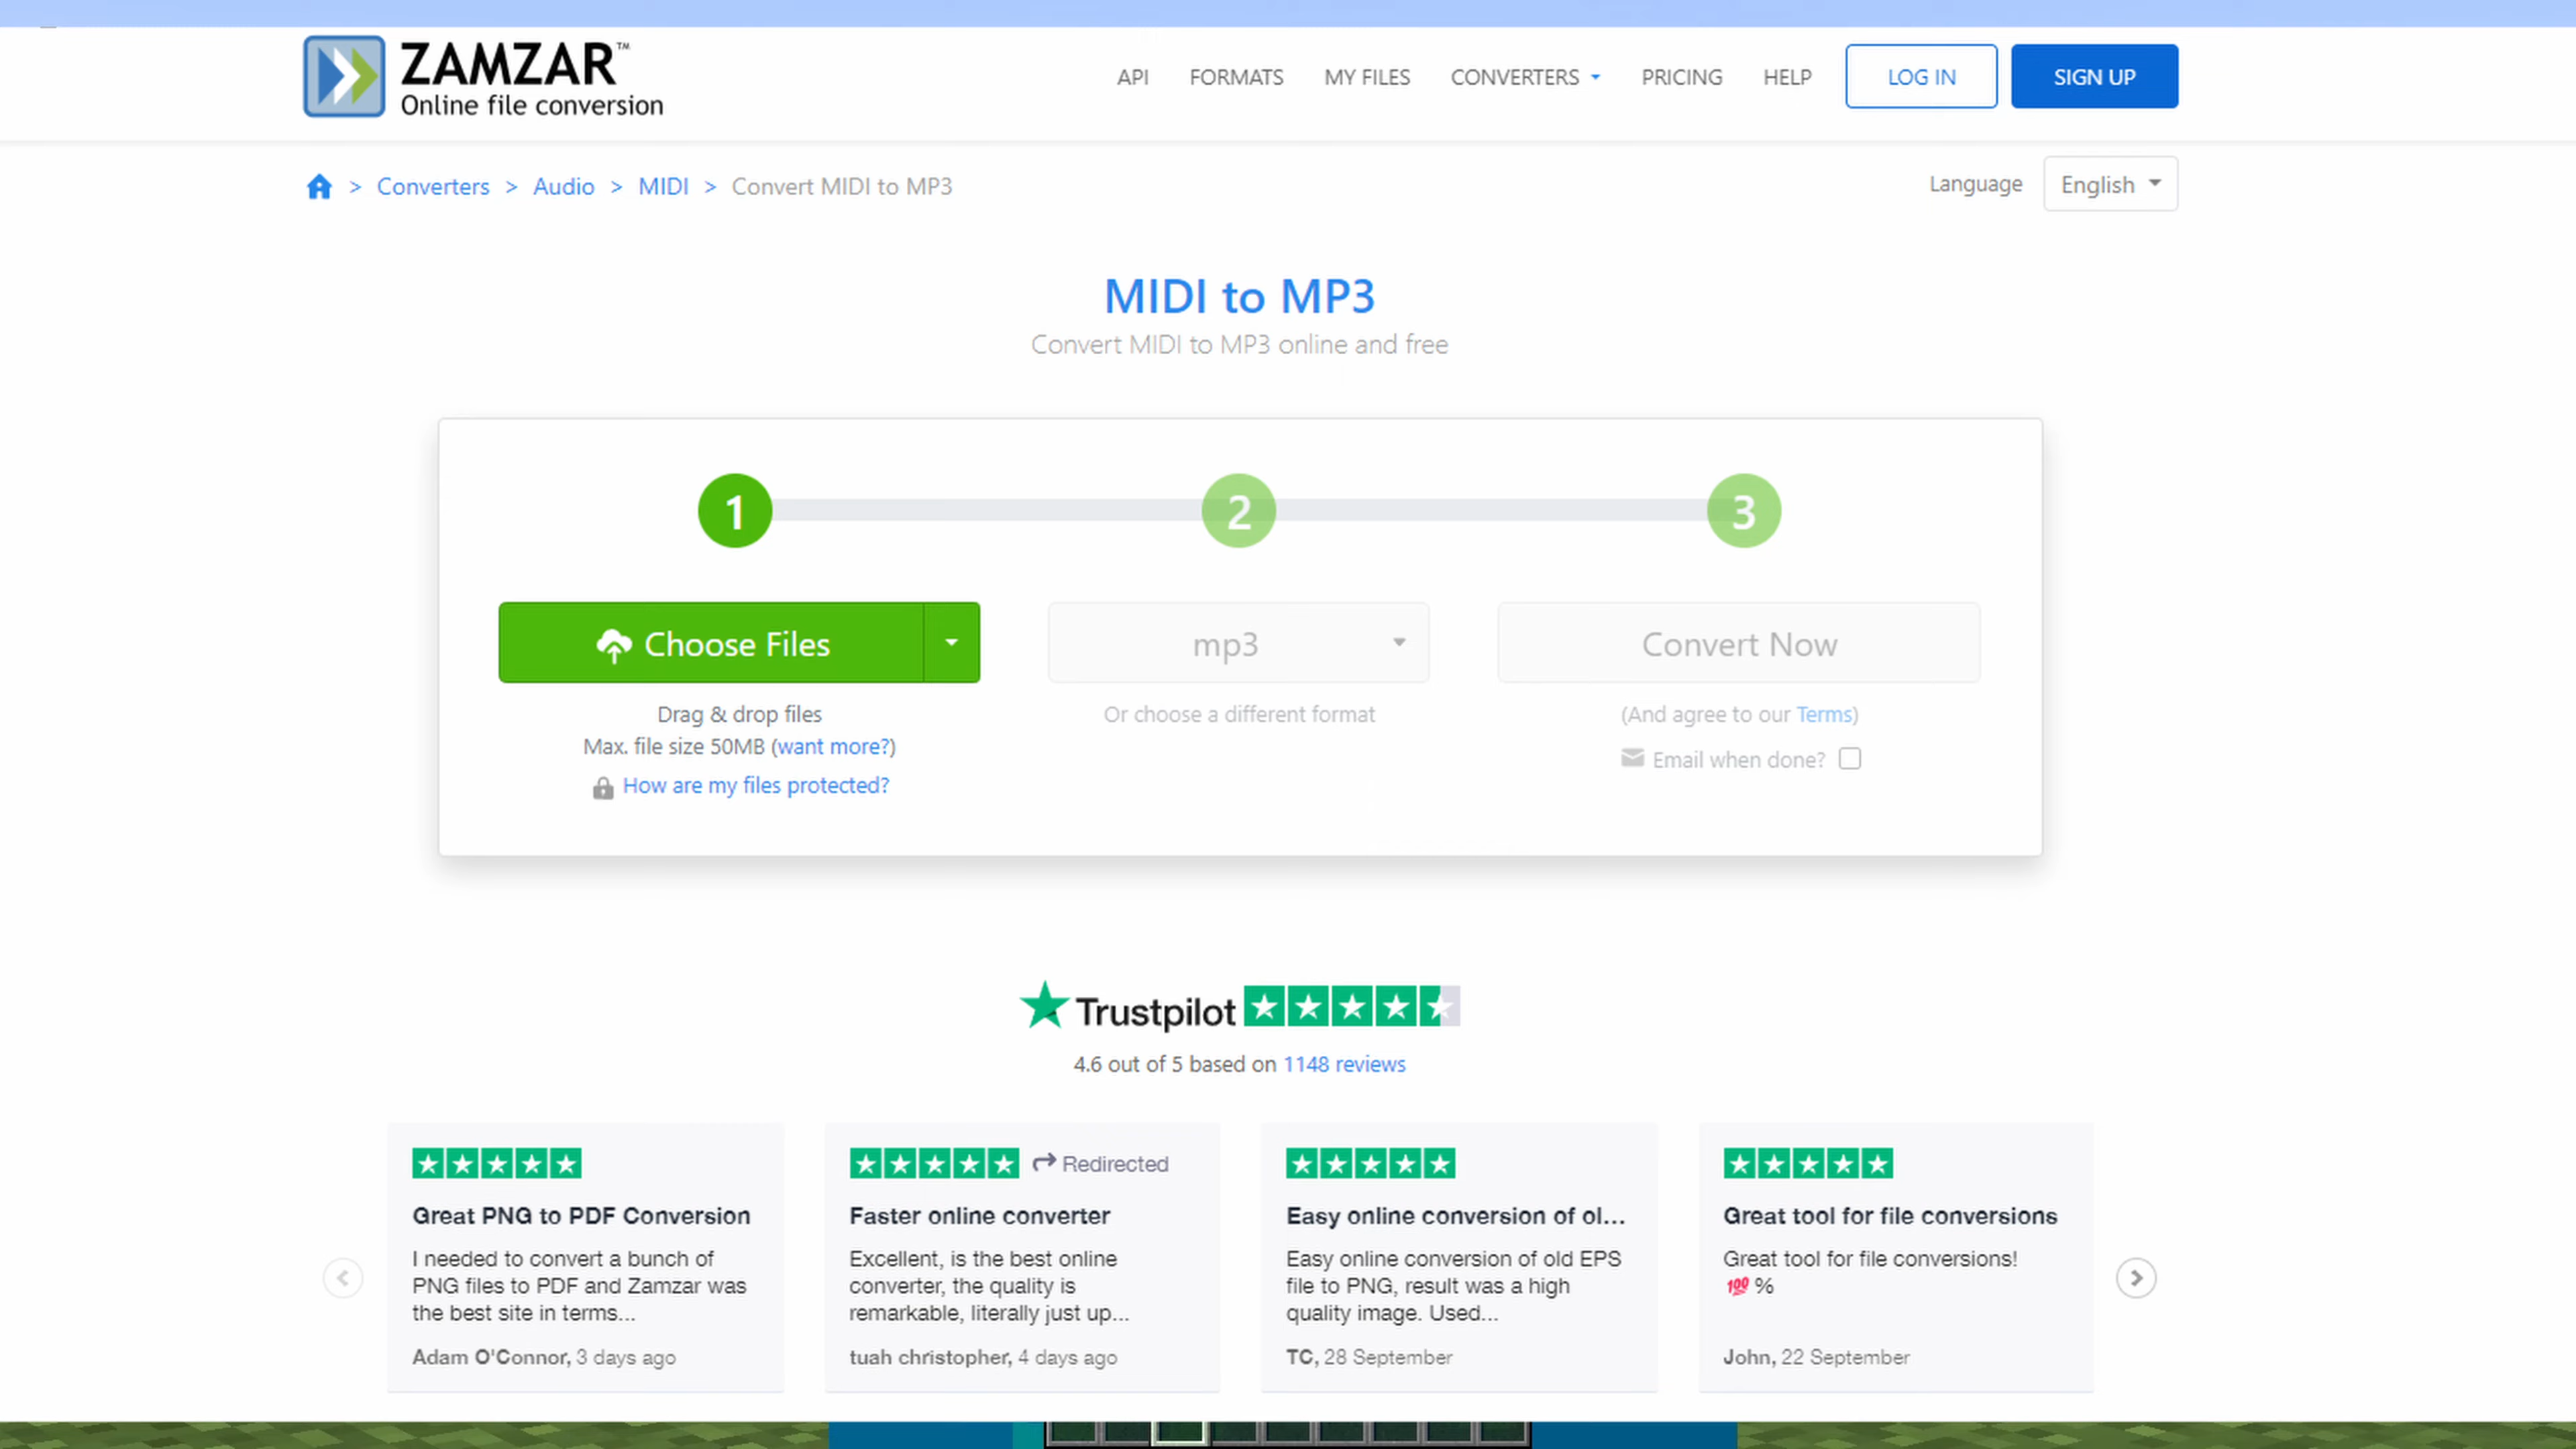 ZAMZAR™
Online file conversion
API FORMATS MY FILES CONVERTERS PRICING HELP LOG IN SIGN UP
> Converters > Audio > MIDI > Convert MIDI to MP3
Language English
MIDI to MP3
Convert MIDI to MP3 online and free
1 2 3
Choose Files mp3 Convert Now
Drag & drop files
Max. file size 50MB (want more?)
How are my files protected?
Or choose a different format
(And agree to our Terms)
Email when done?
Trustpilot
4.6 out of 5 based on 1148 reviews
Great PNG to PDF Conversion
I needed to convert a bunch of
PNG files to PDF and Zamzar was
the best site in terms...
Adam O'Connor, 3 days ago
Redirected
Faster online converter
Excellent, is the best online
converter, the quality is
remarkable, literally just up...
tuah christopher, 4 days ago
Easy online conversion of ol...
Easy online conversion of old EPS
file to PNG, result was a high
quality image. Used...
TC, 28 September
Great tool for file conversions
Great tool for file conversions!
💯 %
John, 22 September